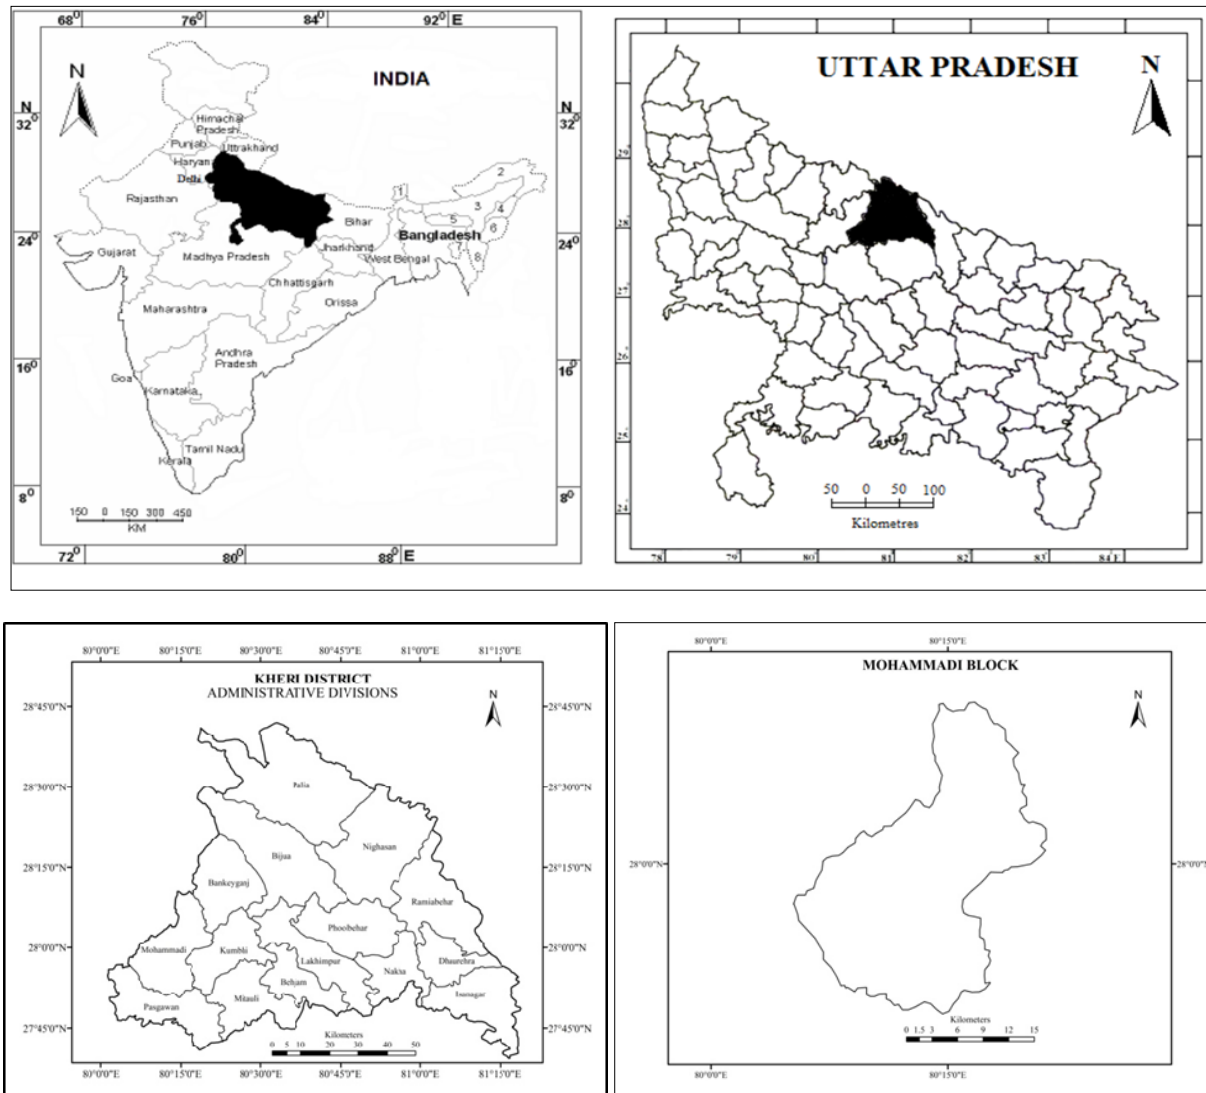 68⁰ 76⁰ 84⁰ 92⁰ E
INDIA
N
N
32⁰
N
32⁰
Himachal
Pradesh
Punjab
Uttrakhand
Haryan
Delhi
Rajasthan
1
2
3
4
5
6
7
8
Bihar
Bangladesh
24⁰
24⁰
Gujarat
Madhya Pradesh
Jharkhand
West Bengal
Chhattisgarh
Orissa
Maharashtra
Andhra
Pradesh
16⁰
16⁰
Goa
Karnataka
Tamil Nadu
Kerala
8⁰
8⁰
150 0 150 300 450
KM
72⁰ 80⁰ 88⁰ E
UTTAR PRADESH
N
29
28
27
26
25
24
50 0 50 100
Kilometres
78 79 80 81 82 83 84 E
80°0'0"E 80°15'0"E 80°30'0"E 80°45'0"E 81°0'0"E 81°15'0"E
KHERI DISTRICT
ADMINISTRATIVE DIVISIONS
N
28°45'0"N
28°45'0"N
28°30'0"N
28°30'0"N
Palia
Nighasan
Bijua
28°15'0"N
28°15'0"N
Bankeyganj
Ramiabehar
Phoolbehar
28°0'0"N
28°0'0"N
Mohammadi
Kumbhi
Lakhimpur
Nakha
Dhaurehra
Behjam
Isanagar
Mitauli
Pasgawan
27°45'0"N
27°45'0"N
Kilometers
0 5 10 20 30 40 50
80°0'0"E 80°15'0"E 80°30'0"E 80°45'0"E 81°0'0"E 81°15'0"E
80°0'0"E 80°15'0"E
MOHAMMADI BLOCK
N
28°0'0"N
28°0'0"N
Kilometers
0 1.5 3 6 9 12 15
80°0'0"E 80°15'0"E